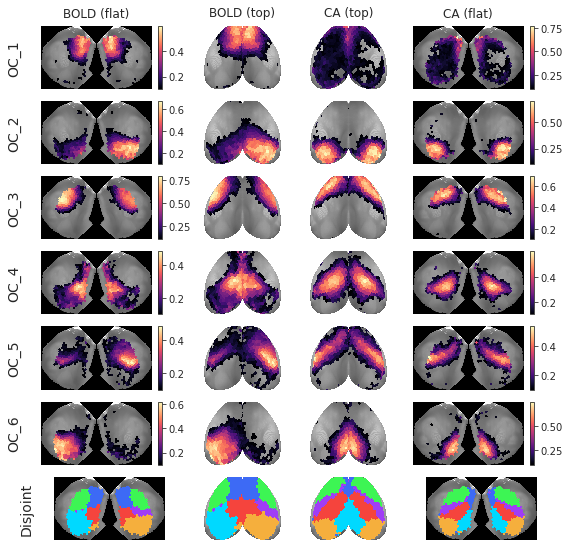 BOLD (flat) BOLD (top) CA (top) CA (flat)
OC_1 0.4 0.2 0.75 0.50 0.25
OC_2 0.6 0.4 0.2 0.50 0.25
OC_3 0.75 0.50 0.25 0.6 0.4 0.2
OC_4 0.4 0.2 0.4 0.2
OC_5 0.4 0.2 0.4 0.2
OC_6 0.6 0.4 0.2 0.50 0.25
Disjoint